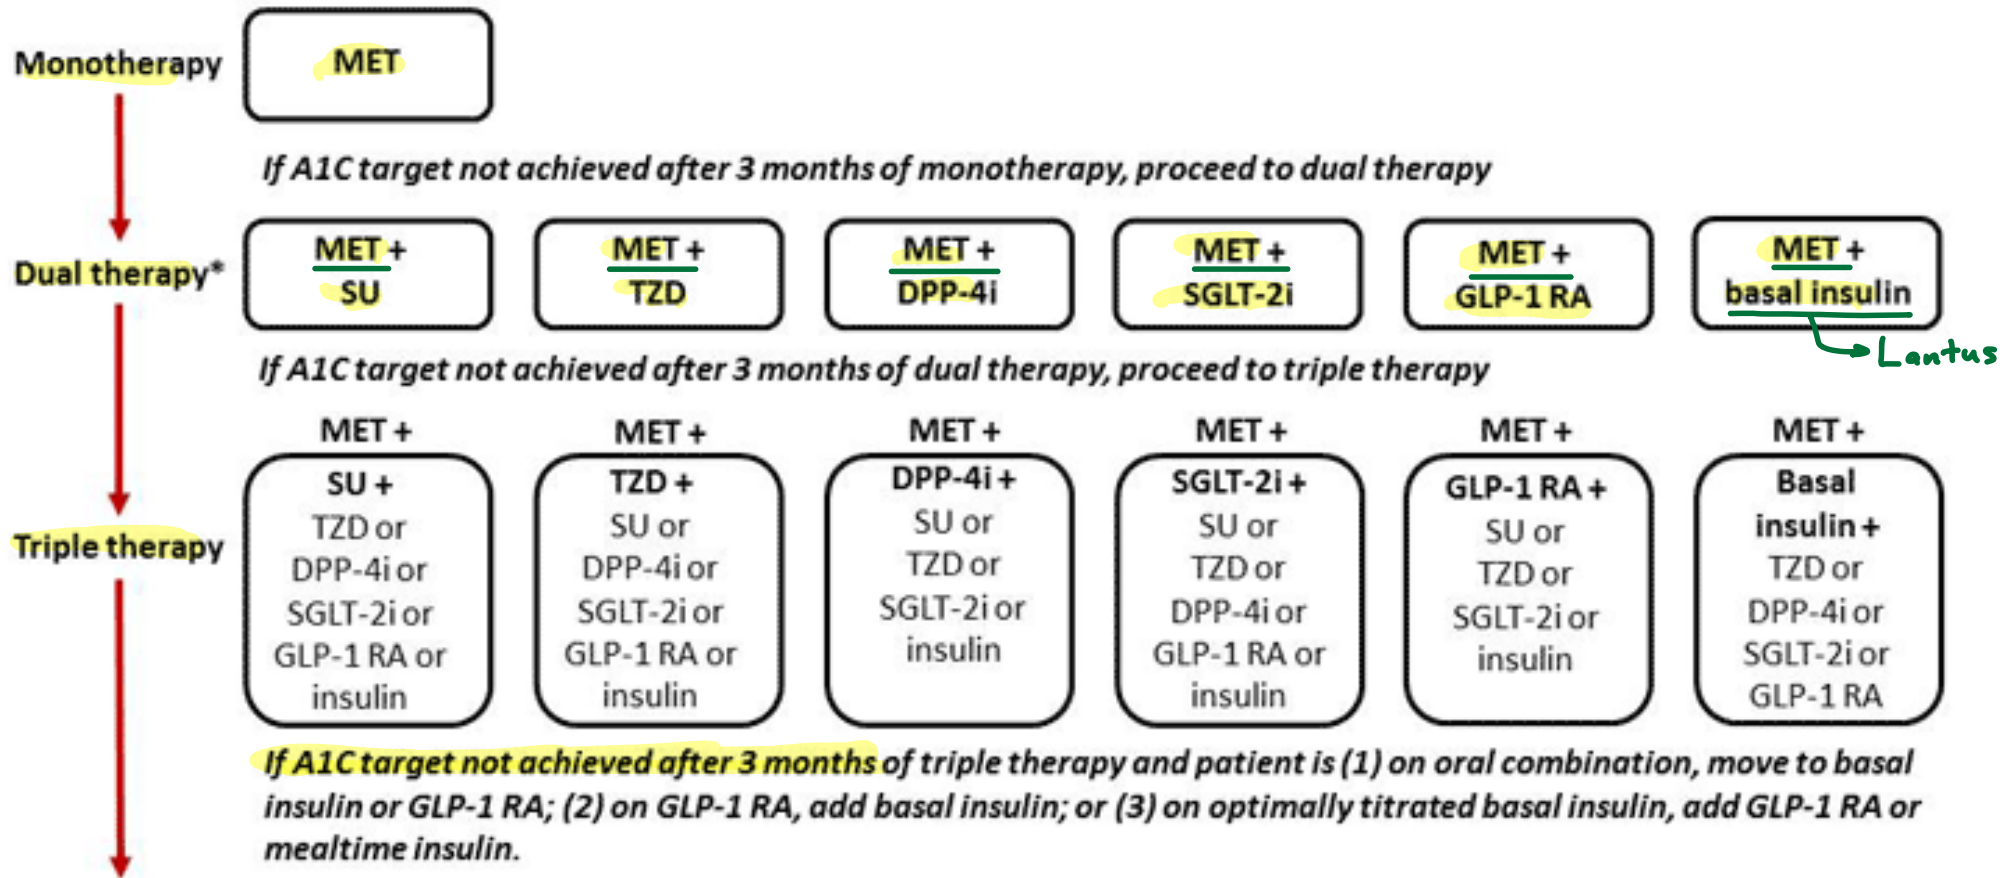 Monotherapy
MET
If A1C target not achieved after 3 months of monotherapy, proceed to dual therapy
Dual therapy*
MET +
SU
MET +
TZD
MET +
DPP-4i
MET +
SGLT-2i
MET +
GLP-1 RA
MET +
basal insulin
Lantus
If A1C target not achieved after 3 months of dual therapy, proceed to triple therapy
Triple therapy
MET +
SU +
TZD or
DPP-4i or
SGLT-2i or
GLP-1 RA or
insulin
MET +
TZD +
SU or
DPP-4i or
SGLT-2i or
GLP-1 RA or
insulin
MET +
DPP-4i +
SU or
TZD or
SGLT-2i or
insulin
MET +
SGLT-2i +
SU or
TZD or
DPP-4i or
GLP-1 RA or
insulin
MET +
GLP-1 RA +
SU or
TZD or
SGLT-2i or
insulin
MET +
Basal
insulin +
TZD or
DPP-4i or
SGLT-2i or
GLP-1 RA
If A1C target not achieved after 3 months of triple therapy and patient is (1) on oral combination, move to basal
insulin or GLP-1 RA; (2) on GLP-1 RA, add basal insulin; or (3) on optimally titrated basal insulin, add GLP-1 RA or
mealtime insulin.